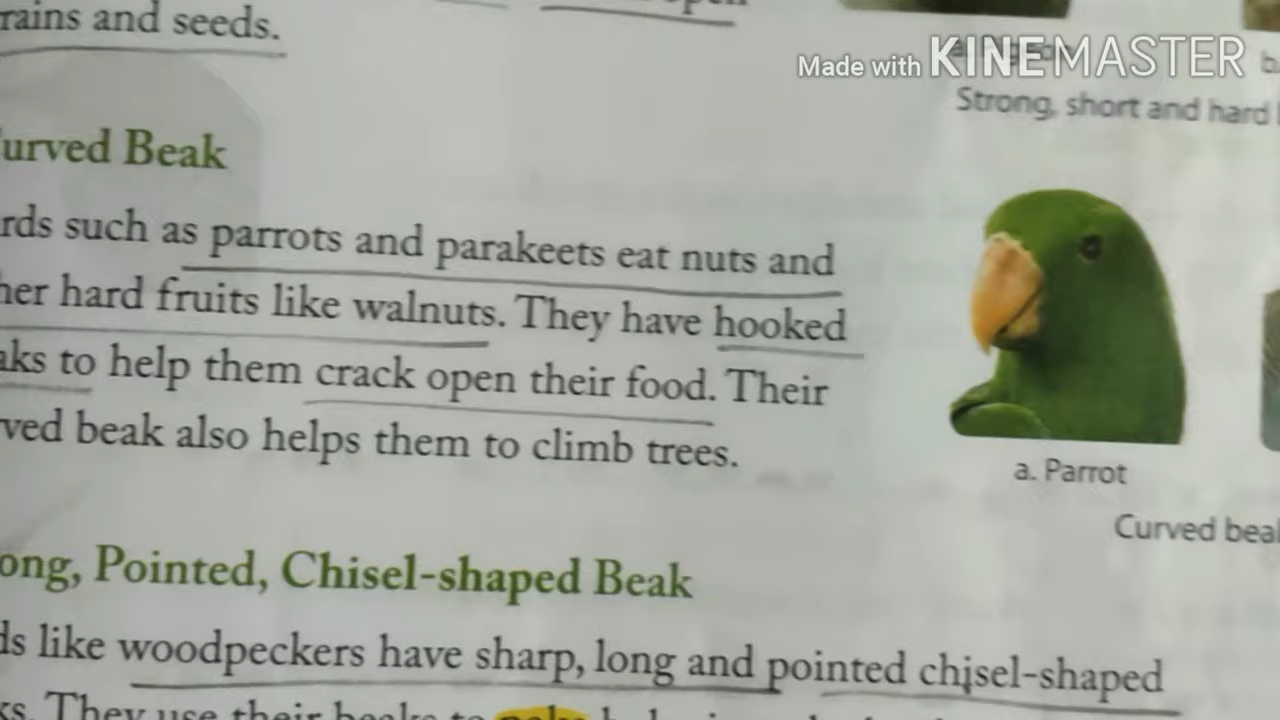 rains and seeds.
Made with KINEMASTER
b.
Strong, short and hard
urved Beak
rds such as parrots and parakeets eat nuts and
her hard fruits like walnuts. They have hooked
aks to help them crack open their food. Their
ved beak also helps them to climb trees.
a. Parrot
Curved beal
ong, Pointed, Chisel-shaped Beak
ds like woodpeckers have sharp, long and pointed chisel-shaped
ks. They use their beaks to